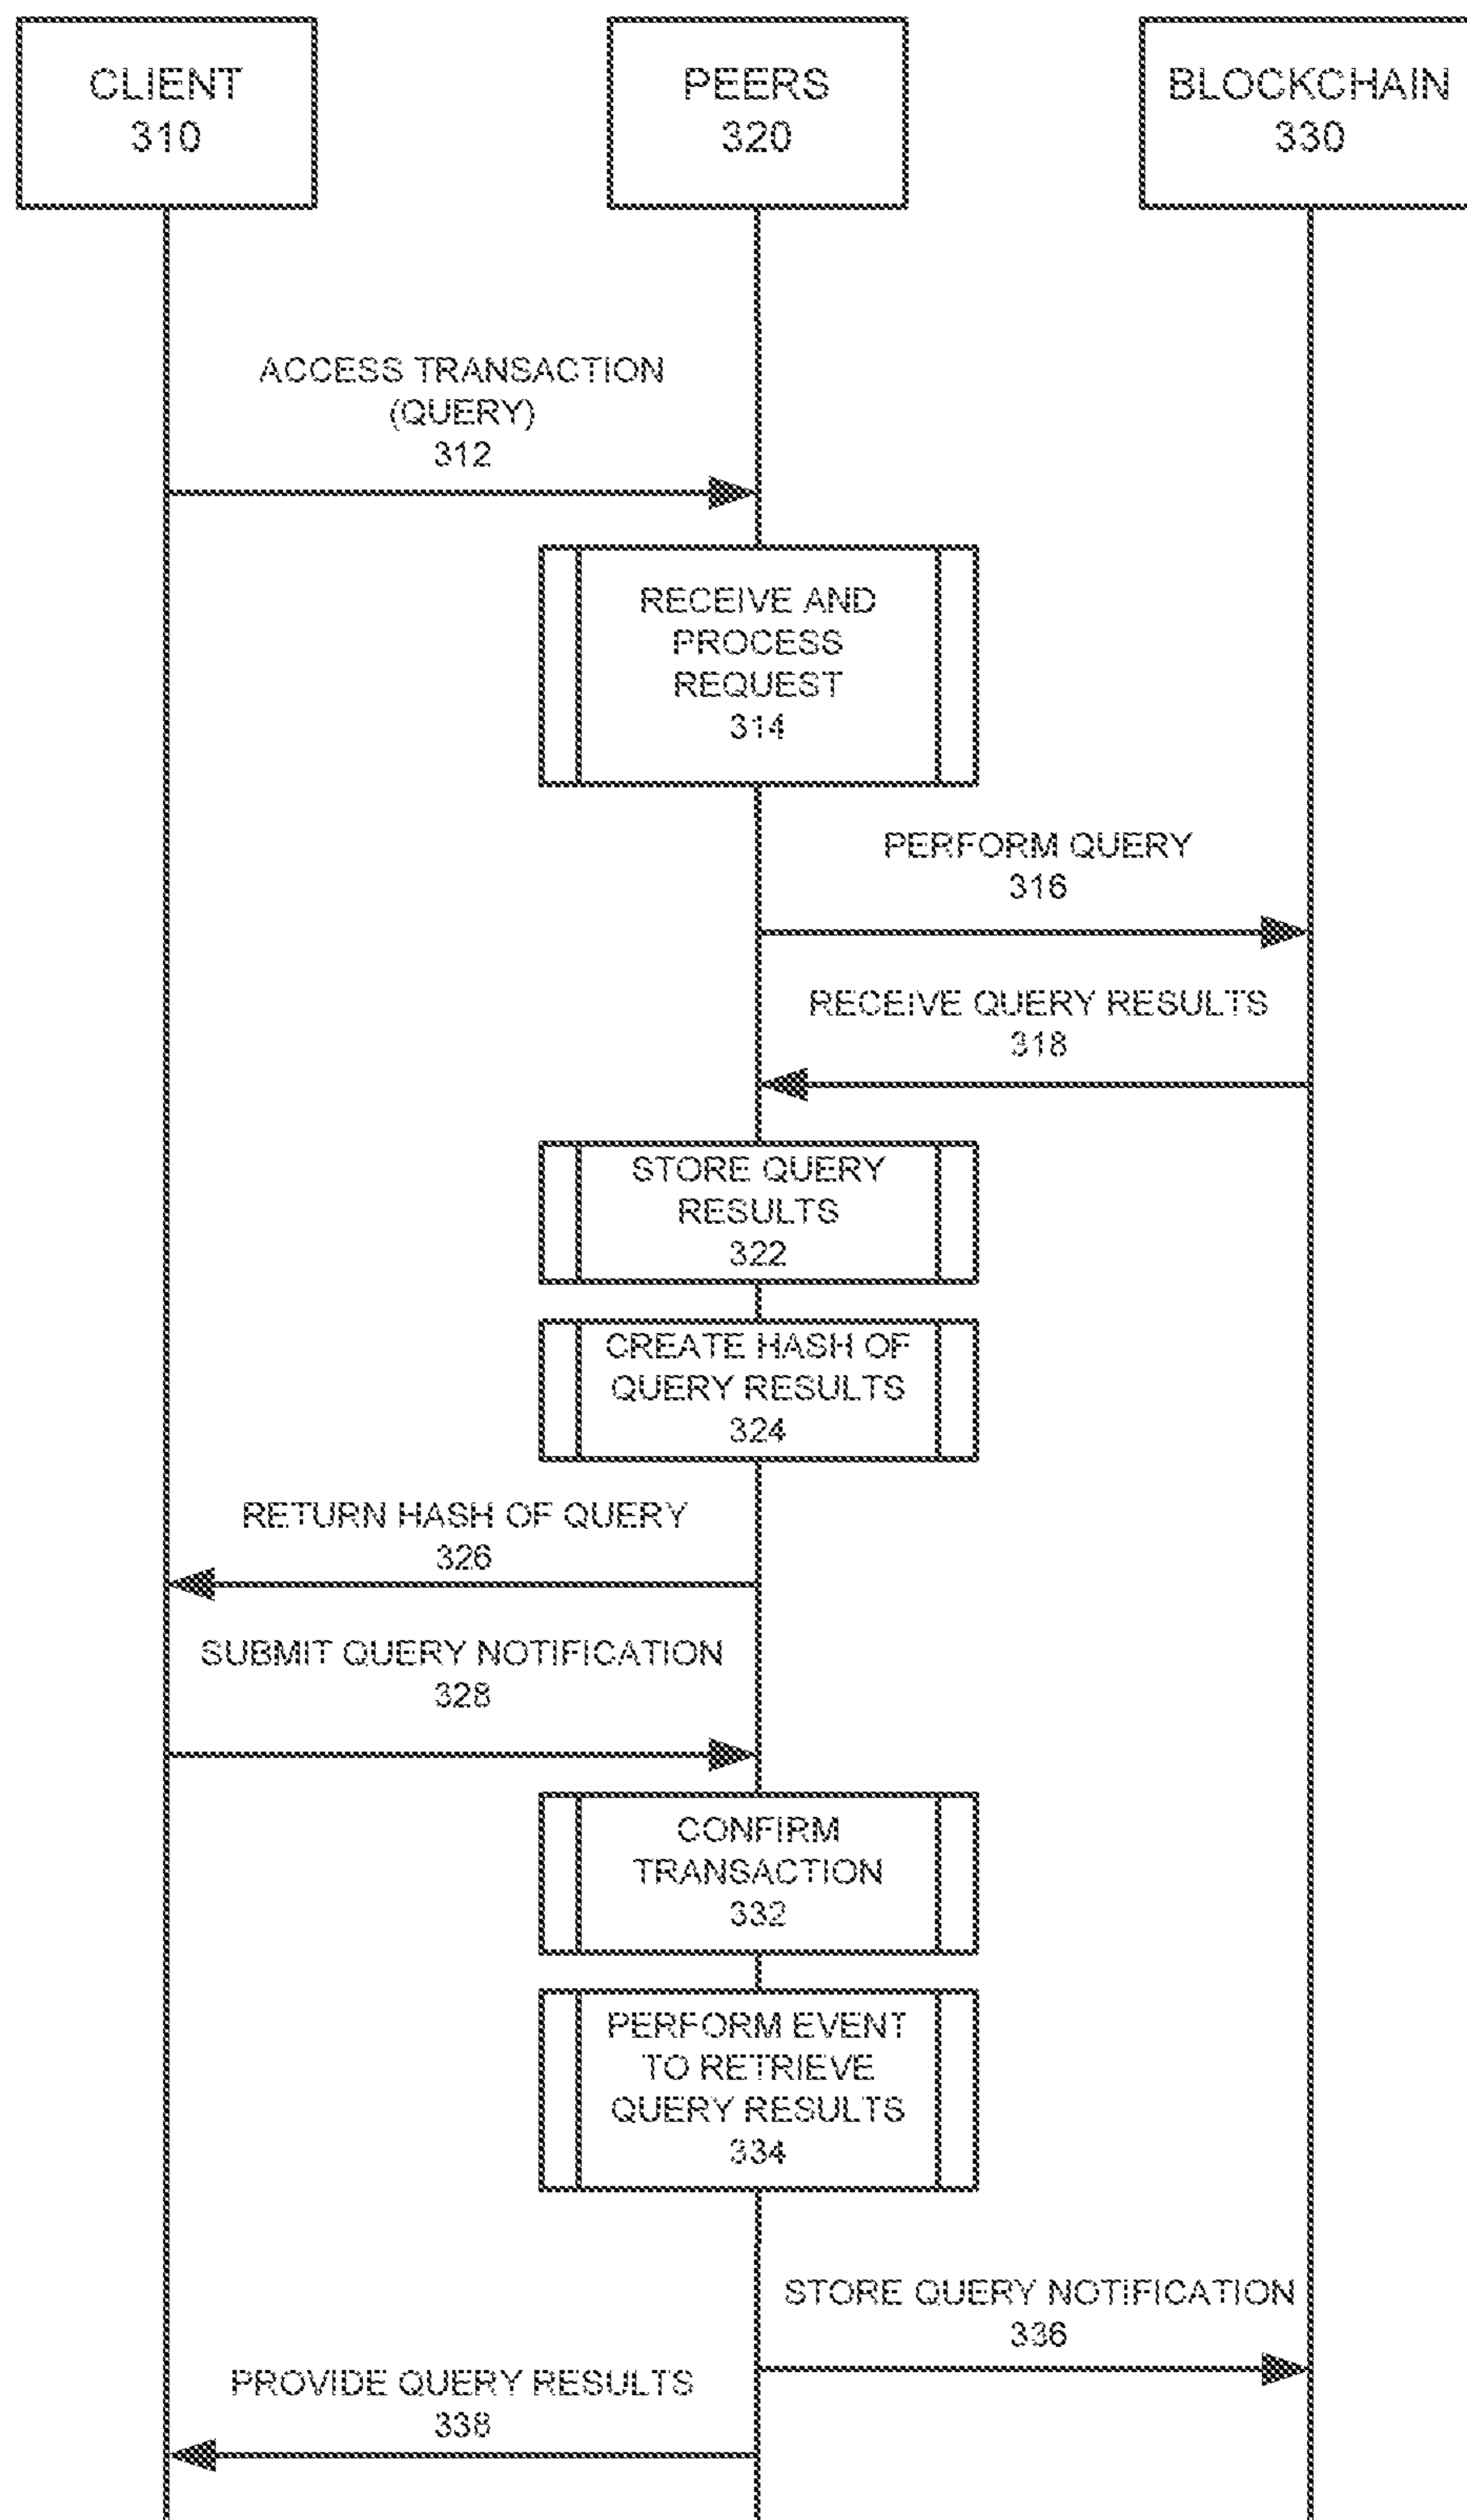 CLIENT
310
PEERS
320
BLOCKCHAIN
330
ACCESS TRANSACTION
(QUERY)
312
RECEIVE AND
PROCESS
REQUEST
314
PERFORM QUERY
316
RECEIVE QUERY RESULTS
318
STORE QUERY
RESULTS
322
CREATE HASH OF
QUERY RESULTS
324
RETURN HASH OF QUERY
326
SUBMIT QUERY NOTIFICATION
328
CONFIRM
TRANSACTION
332
PERFORM EVENT
TO RETRIEVE
QUERY RESULTS
334
STORE QUERY NOTIFICATION
336
PROVIDE QUERY RESULTS
338